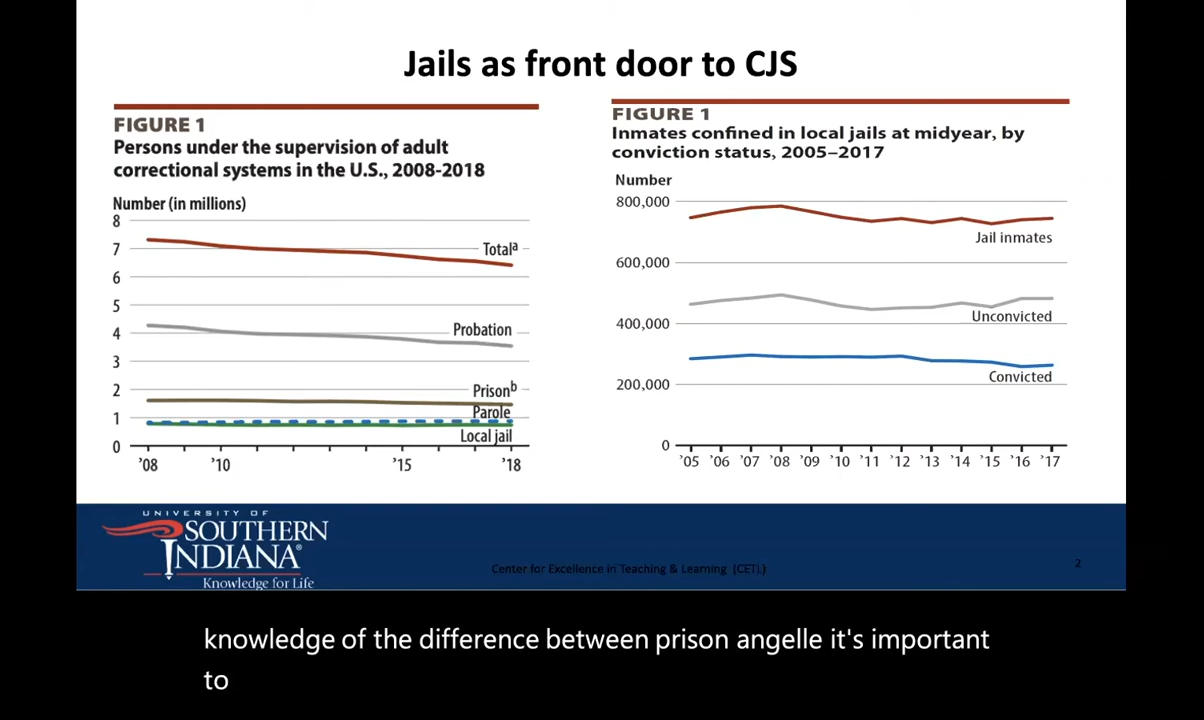 Jails as front door to CJS
FIGURE 1
Persons under the supervision of adult
correctional systems in the U.S., 2008-2018
Number (in millions)
8
7
6
5
4
3
2
1
0
Totalᵃ
Probation
Prisonᵇ
Parole
Local jail
'08
'10
'15
'18
FIGURE 1
Inmates confined in local jails at midyear, by
conviction status, 2005–2017
Number
800,000
600,000
400,000
200,000
0
Jail inmates
Unconvicted
Convicted
'05 '06 '07 '08 '09 '10 '11 '12 '13 '14 '15 '16 '17
UNIVERSITY OF
SOUTHERN
INDIANA®
Knowledge for Life
Center for Excellence in Teaching & Learning (CETL)
2
knowledge of the difference between prison angelle it's important
to